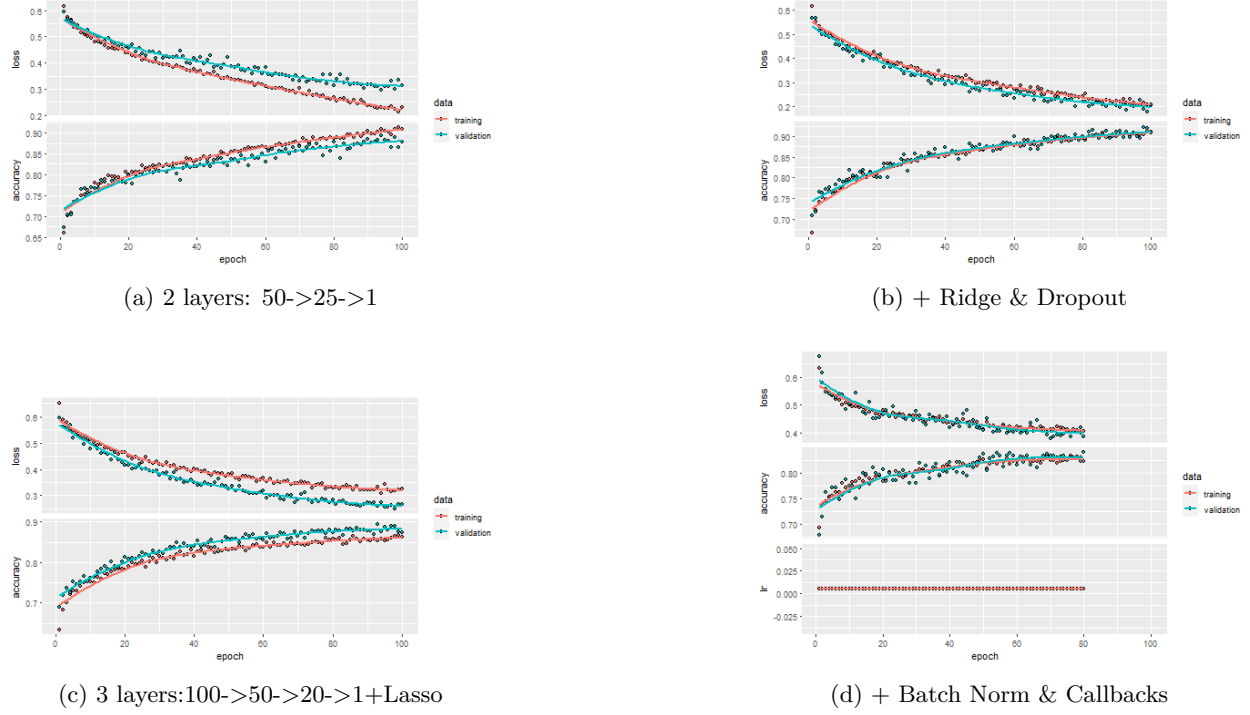 0.6
0.5
loss
0.4
0.3
0.2
0.90
0.85
accuracy
0.80
0.75
0.70
0.65
0 20 40 60 80 100
epoch
data
training
validation
(a) 2 layers: 50->25->1
0.6
0.5
loss
0.4
0.3
0.2
0.90
0.85
accuracy
0.80
0.75
0.70
0 20 40 60 80 100
epoch
data
training
validation
(b) + Ridge & Dropout
0.6
0.5
loss
0.4
0.3
0.9
accuracy
0.8
0.7
0 20 40 60 80 100
epoch
data
training
validation
(c) 3 layers:100->50->20->1+Lasso
0.6
loss
0.5
0.4
0.80
accuracy
0.75
0.70
0.050
0.025
lr
0.000
-0.025
0 20 40 60 80 100
epoch
data
training
validation
(d) + Batch Norm & Callbacks